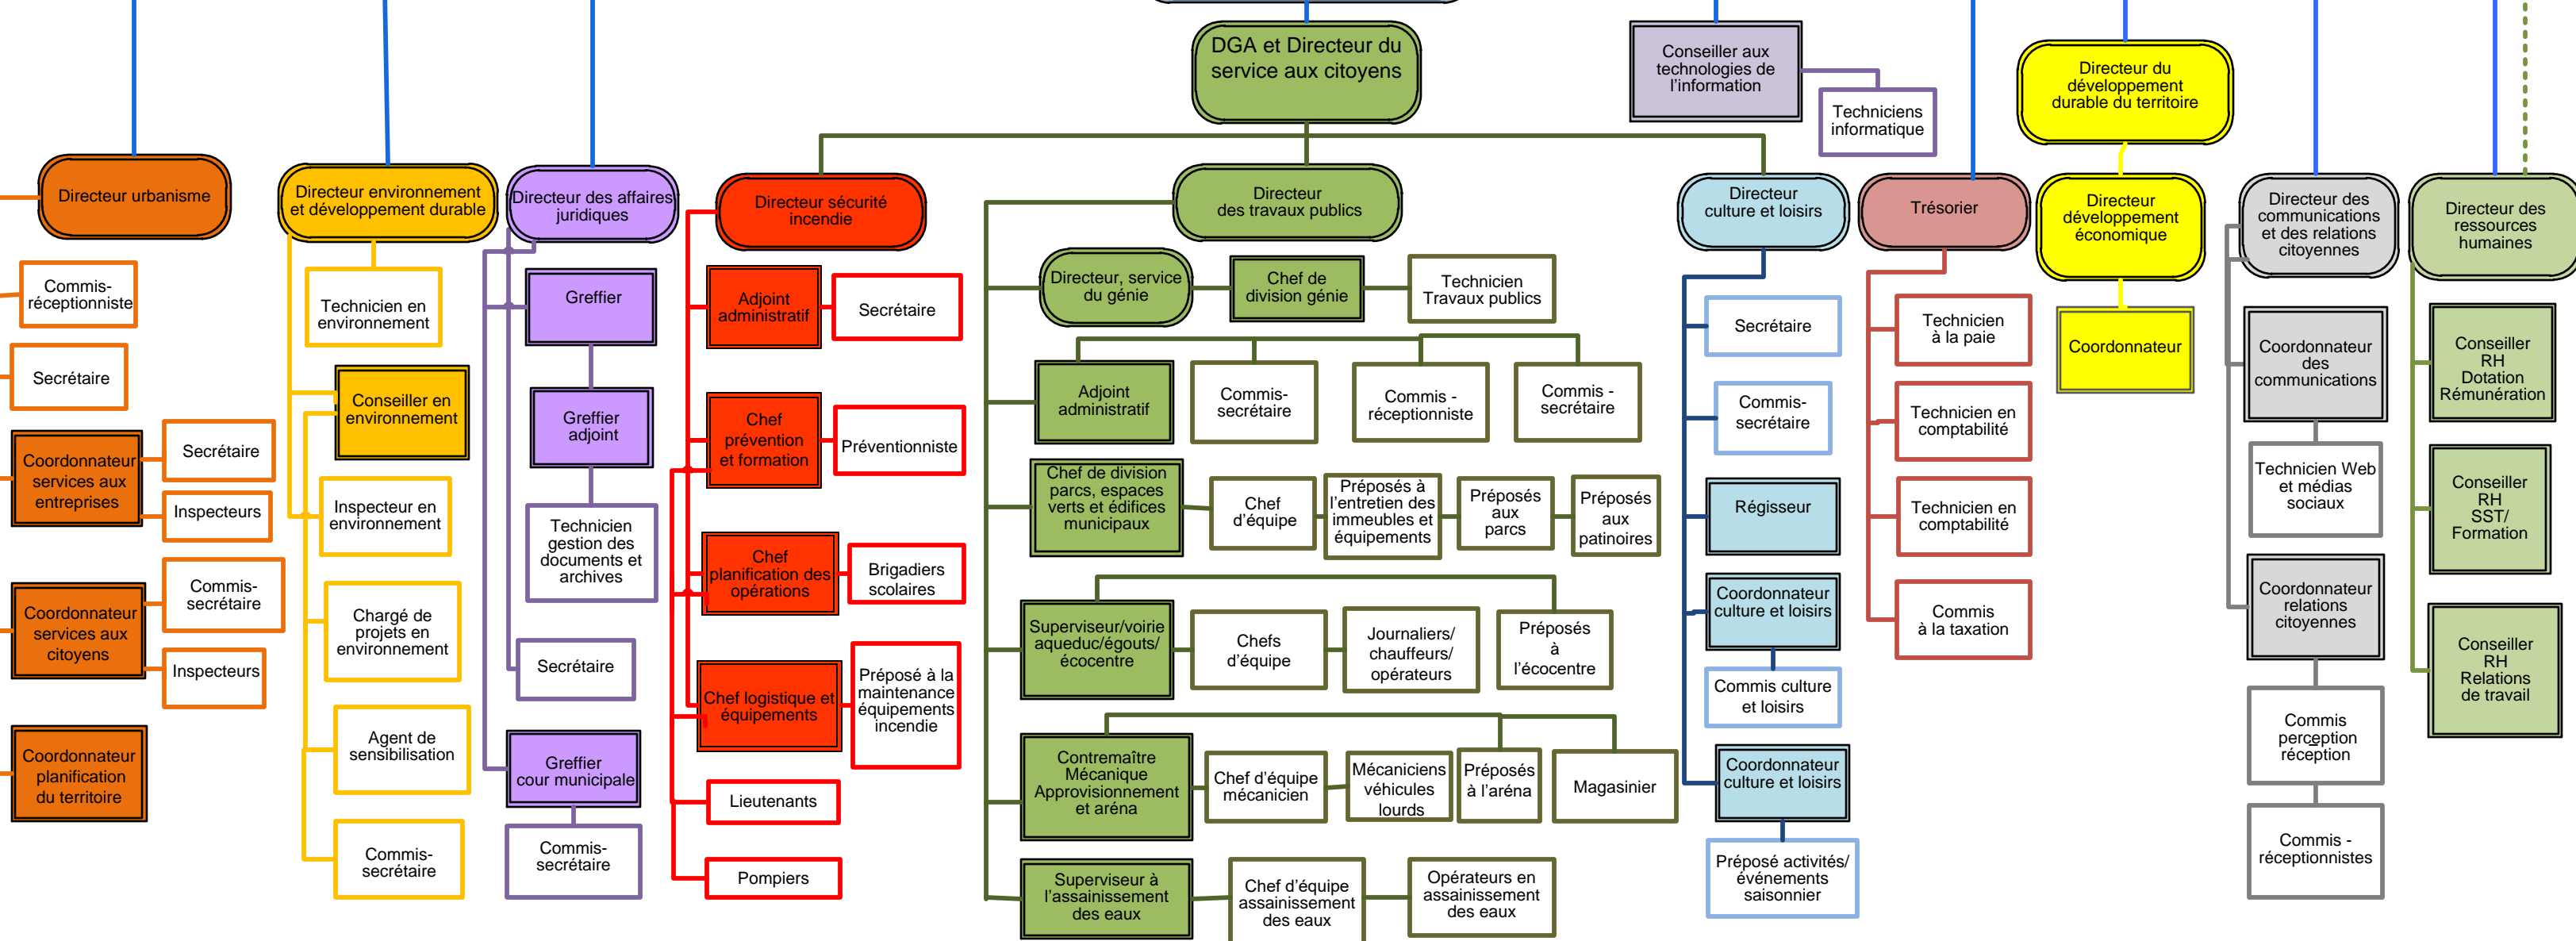 DGA et Directeur du
service aux citoyens
Conseiller aux
technologies de
l'information
Techniciens
informatique
Directeur du
développement
durable du territoire
Directeur urbanisme
Commis-
réceptionniste
Secrétaire
Coordonnateur
services aux
entreprises
Secrétaire
Inspecteurs
Coordonnateur
services aux
citoyens
Commis-
secrétaire
Inspecteurs
Coordonnateur
planification
du territoire
Directeur environnement
et développement durable
Technicien en
environnement
Conseiller en
environnement
Inspecteur en
environnement
Chargé de
projets en
environnement
Agent de
sensibilisation
Commis-
secrétaire
Directeur des affaires
juridiques
Greffier
Greffier
adjoint
Technicien
gestion des
documents et
archives
Secrétaire
Greffier
cour municipale
Commis-
secrétaire
Directeur sécurité
incendie
Adjoint
administratif
Secrétaire
Chef
prévention
et formation
Préventionniste
Chef
planification des
opérations
Brigadiers
scolaires
Chef logistique et
équipements
Préposé à la
maintenance
équipements
incendie
Lieutenants
Pompiers
Directeur
des travaux publics
Directeur, service
du génie
Chef de
division génie
Technicien
Travaux publics
Adjoint
administratif
Commis-
secrétaire
Commis -
réceptionniste
Commis -
secrétaire
Chef de division
parcs, espaces
verts et édifices
municipaux
Chef
d'équipe
Préposés à
l'entretien des
immeubles et
équipements
Préposés
aux
parcs
Préposés
aux
patinoires
Superviseur/voirie
aqueduc/égouts/
écocentre
Chefs
d'équipe
Journaliers/
chauffeurs/
opérateurs
Préposés
à
l'écocentre
Contremaître
Mécanique
Approvisionnement
et aréna
Chef d'équipe
mécanicien
Mécaniciens
véhicules
lourds
Préposés
à l'aréna
Magasinier
Superviseur à
l'assainissement
des eaux
Chef d'équipe
assainissement
des eaux
Opérateurs en
assainissement
des eaux
Directeur
culture et loisirs
Secrétaire
Commis-
secrétaire
Régisseur
Coordonnateur
culture et loisirs
Commis culture
et loisirs
Coordonnateur
culture et loisirs
Préposé activités/
événements
saisonnier
Trésorier
Technicien
à la paie
Technicien en
comptabilité
Technicien en
comptabilité
Commis
à la taxation
Directeur
développement
économique
Coordonnateur
Directeur des
communications
et des relations
citoyennes
Coordonnateur
des
communications
Technicien Web
et médias
sociaux
Coordonnateur
relations
citoyennes
Commis
perception
réception
Commis -
réceptionnistes
Directeur des
ressources
humaines
Conseiller
RH
Dotation
Rémunération
Conseiller
RH
SST/
Formation
Conseiller
RH
Relations
de travail